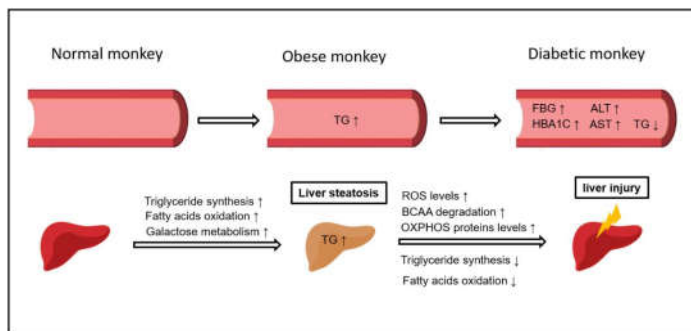 Normal monkey
Obese monkey
Diabetic monkey
TG ↑
FBG ↑ ALT ↑
HBA1C ↑ AST ↑ TG ↓
Triglyceride synthesis ↑
Fatty acids oxidation ↑
Galactose metabolism ↑
Liver steatosis
TG ↑
ROS levels ↑
BCAA degradation ↑
OXPHOS proteins levels ↑
Triglyceride synthesis ↓
Fatty acids oxidation ↓
liver injury